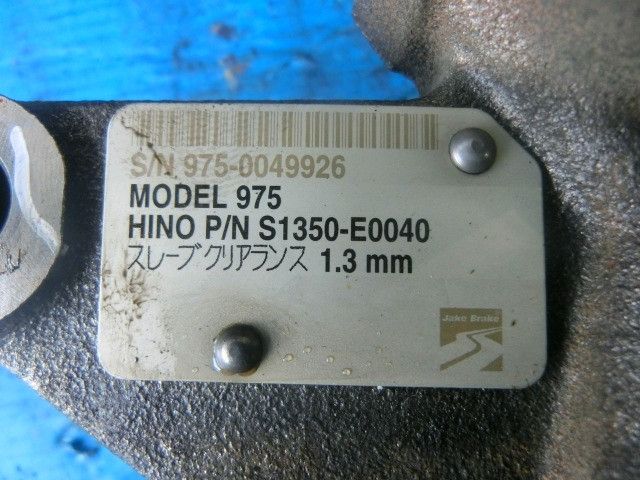 S/N 975-0049926
MODEL 975
HINO P/N S1350-E0040
スレーブクリアランス 1.3 mm
Jake Brake